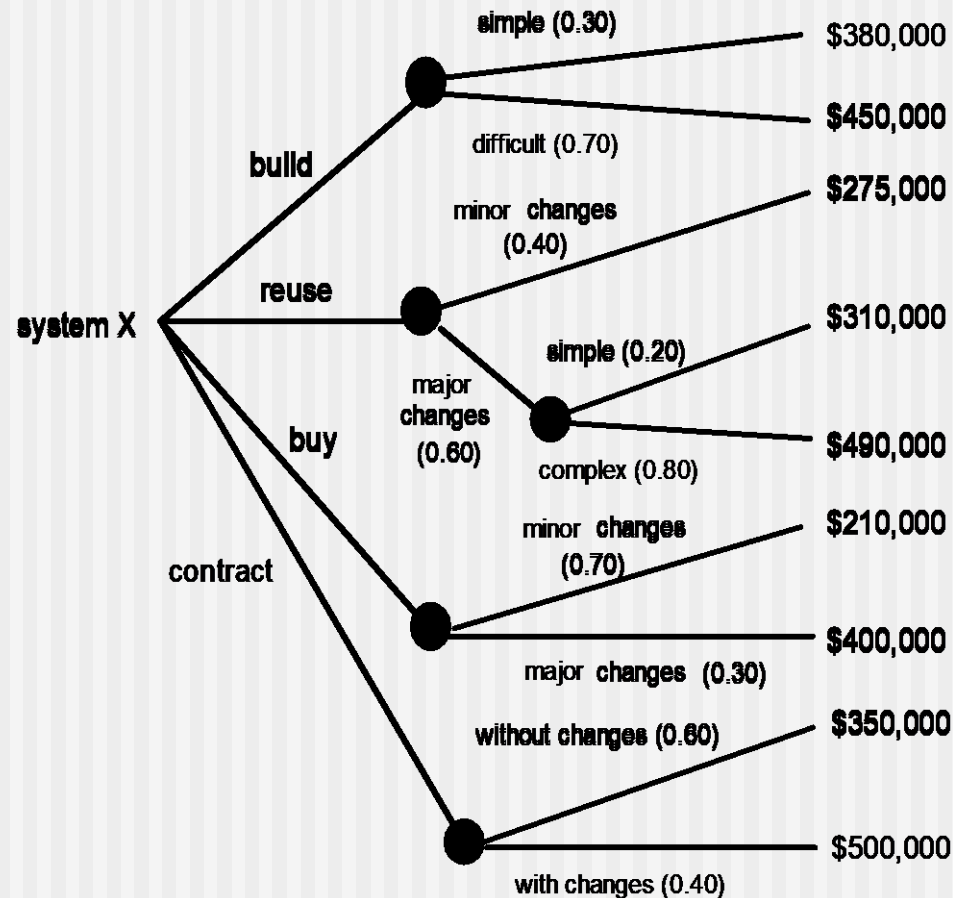 simple (0.30)
$380,000
$450,000
difficult (0.70)
build
$275,000
minor changes
(0.40)
reuse
system X
$310,000
simple (0.20)
major
changes
(0.60)
buy
$490,000
complex (0.80)
$210,000
minor changes
(0.70)
contract
$400,000
major changes (0.30)
$350,000
without changes (0.60)
$500,000
with changes (0.40)